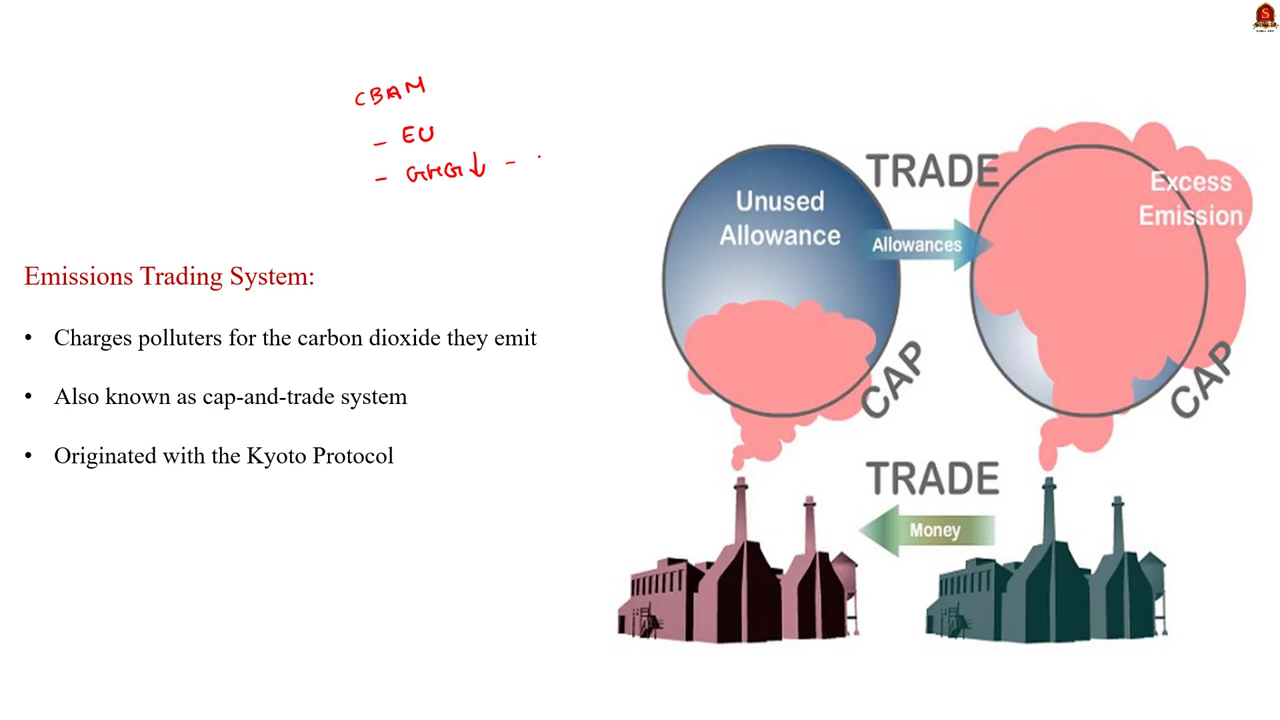 CBAM
- EU
- GHG↓ -
Emissions Trading System:
• Charges polluters for the carbon dioxide they emit
• Also known as cap-and-trade system
• Originated with the Kyoto Protocol
TRADE
Unused
Allowance
Allowances
Excess
Emission
CAP
CAP
TRADE
Money